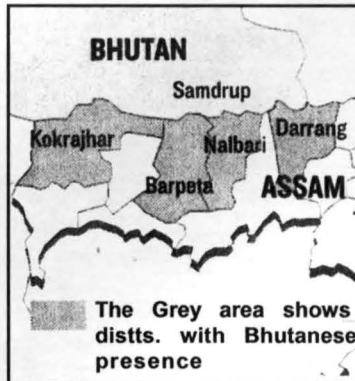 BHUTAN
Samdrup
Kokrajhar
Darrang
Nalbari
Barpeta
ASSAM
The Grey area shows
distts. with Bhutanese
presence